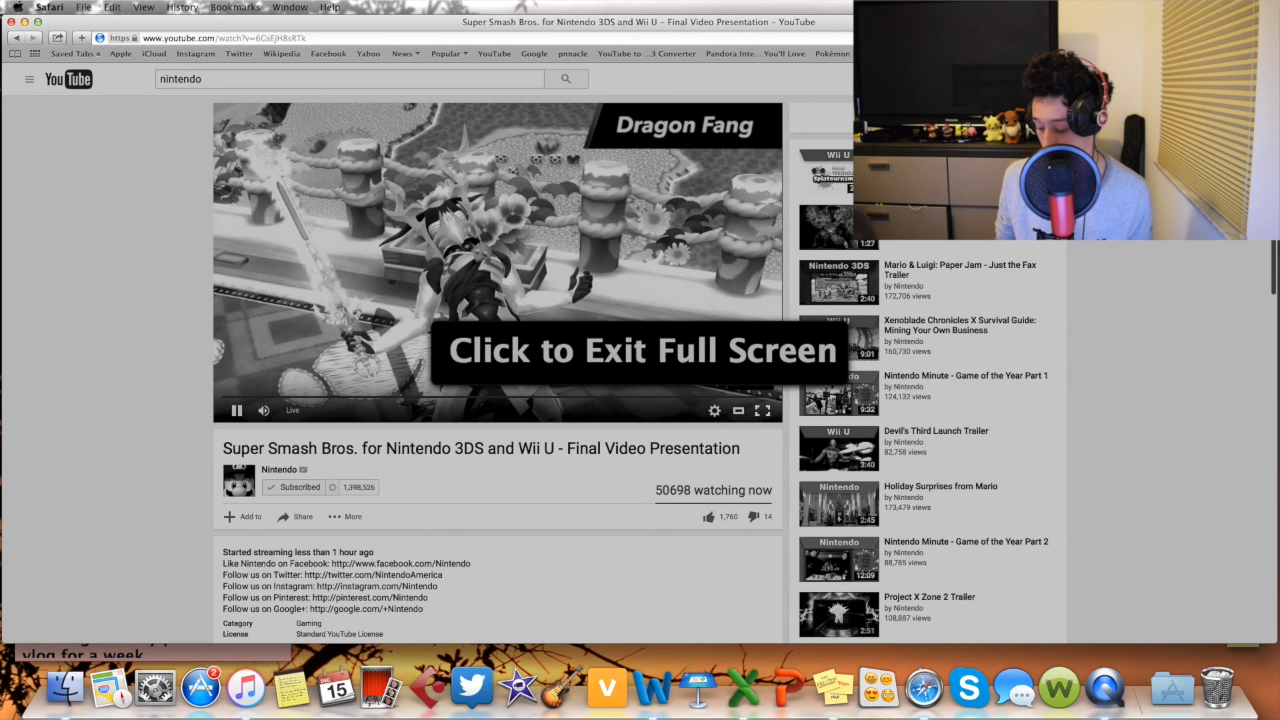 Safari File Edit View History Bookmarks Window Help
Super Smash Bros. for Nintendo 3DS and Wii U – Final Video Presentation – YouTube
https www.youtube.com/watch?v=6GsEjH8sRTk
Saved Tabs Apple iCloud Instagram Twitter Wikipedia Facebook Yahoo News Popular YouTube Google pnnacle YouTube to ...3 Converter Pandora Inte... You'll Love Pokémon
YouTube
nintendo
Dragon Fang
Click to Exit Full Screen
Live
Super Smash Bros. for Nintendo 3DS and Wii U - Final Video Presentation
Nintendo
Subscribed 1,398,526
50698 watching now
Add to Share More 1,760 14
Started streaming less than 1 hour ago
Like Nintendo on Facebook: http://www.facebook.com/Nintendo
Follow us on Twitter: http://twitter.com/NintendoAmerica
Follow us on Instagram: http://instagram.com/Nintendo
Follow us on Pinterest: http://pinterest.com/Nintendo
Follow us on Google+: http://google.com/+Nintendo
Category Gaming
License Standard YouTube License
Wii U
Splatournam
1:27
Nintendo 3DS
2:40
Mario & Luigi: Paper Jam - Just the Fax
Trailer
by Nintendo
172,706 views
Wii U
9:01
Xenoblade Chronicles X Survival Guide:
Mining Your Own Business
by Nintendo
160,730 views
9:32
Nintendo Minute - Game of the Year Part 1
by Nintendo
124,132 views
Wii U
3:40
Devil's Third Launch Trailer
by Nintendo
82,758 views
Nintendo
2:45
Holiday Surprises from Mario
by Nintendo
173,479 views
Nintendo
12:09
Nintendo Minute - Game of the Year Part 2
by Nintendo
88,785 views
2:51
Project X Zone 2 Trailer
by Nintendo
108,887 views
vlog for a week
2
DEC
15